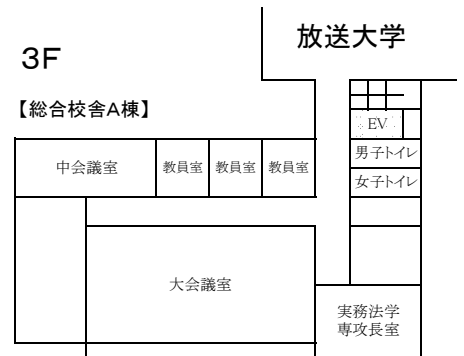 放送大学
3F
【総合校舎A棟】
EV
中会議室
教員室
教員室
教員室
男子トイレ
女子トイレ
大会議室
実務法学
専攻長室